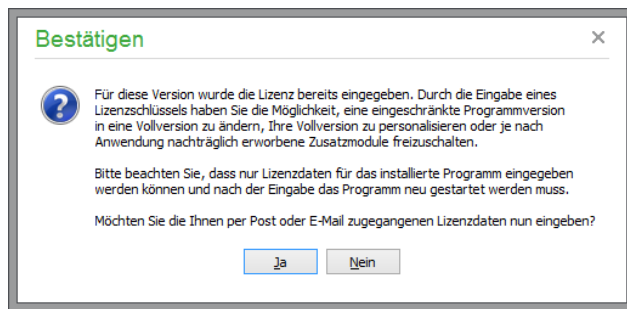 Bestätigen
Für diese Version wurde die Lizenz bereits eingegeben. Durch die Eingabe eines
Lizenzschlüssels haben Sie die Möglichkeit, eine eingeschränkte Programmversion
in eine Vollversion zu ändern, Ihre Vollversion zu personalisieren oder je nach
Anwendung nachträglich erworbene Zusatzmodule freizuschalten.
Bitte beachten Sie, dass nur Lizenzdaten für das installierte Programm eingegeben
werden können und nach der Eingabe das Programm neu gestartet werden muss.
Möchten Sie die Ihnen per Post oder E-Mail zugegangenen Lizenzdaten nun eingeben?
Ja Nein